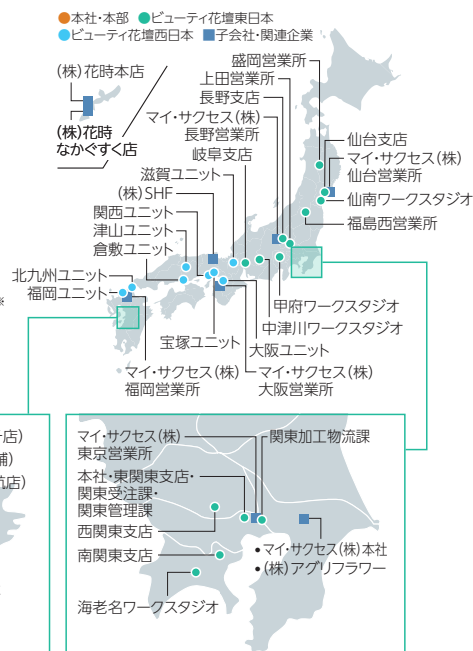 ●本社・本部 ●ビューティ花壇東日本
●ビューティ花壇西日本 ■子会社・関連企業
(株)花時本店
(株)花時
なかぐすく店
盛岡営業所
上田営業所
長野支店
マイ・サクセス(株)
長野営業所
岐阜支店
滋賀ユニット
(株)SHF
関西ユニット
津山ユニット
倉敷ユニット
北九州ユニット
福岡ユニット
※
仙台支店
マイ・サクセス(株)
仙台営業所
仙南ワークスタジオ
福島西営業所
甲府ワークスタジオ
中津川ワークスタジオ
宝塚ユニット
大阪ユニット
マイ・サクセス(株)
福岡営業所
マイ・サクセス(株)
大阪営業所
店)
舗)
店)
マイ・サクセス(株)
東京営業所
関東加工物流課
本社・東関東支店・
関東受注課・
関東管理課
西関東支店
南関東支店
海老名ワークスタジオ
•マイ・サクセス(株)本社
•(株)アグリフラワー